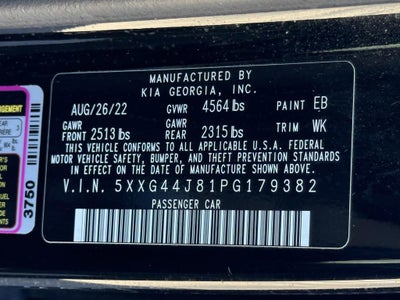 MANUFACTURED BY
KIA GEORGIA, INC.
AUG/26/22 GVWR 4564 lbs PAINT EB
GAWR FRONT 2513 lbs GAWR REAR 2315 lbs TRIM WK
THIS VEHICLE CONFORMS TO ALL APPLICABLE U.S.A. FEDERAL
MOTOR VEHICLE SAFETY, BUMPER, AND THEFT PREVENTION STANDARDS
IN EFFECT ON THE DATE OF MANUFACTURE SHOWN ABOVE.
V.I.N. 5XXG44J81PG179382
PASSENGER CAR
3750